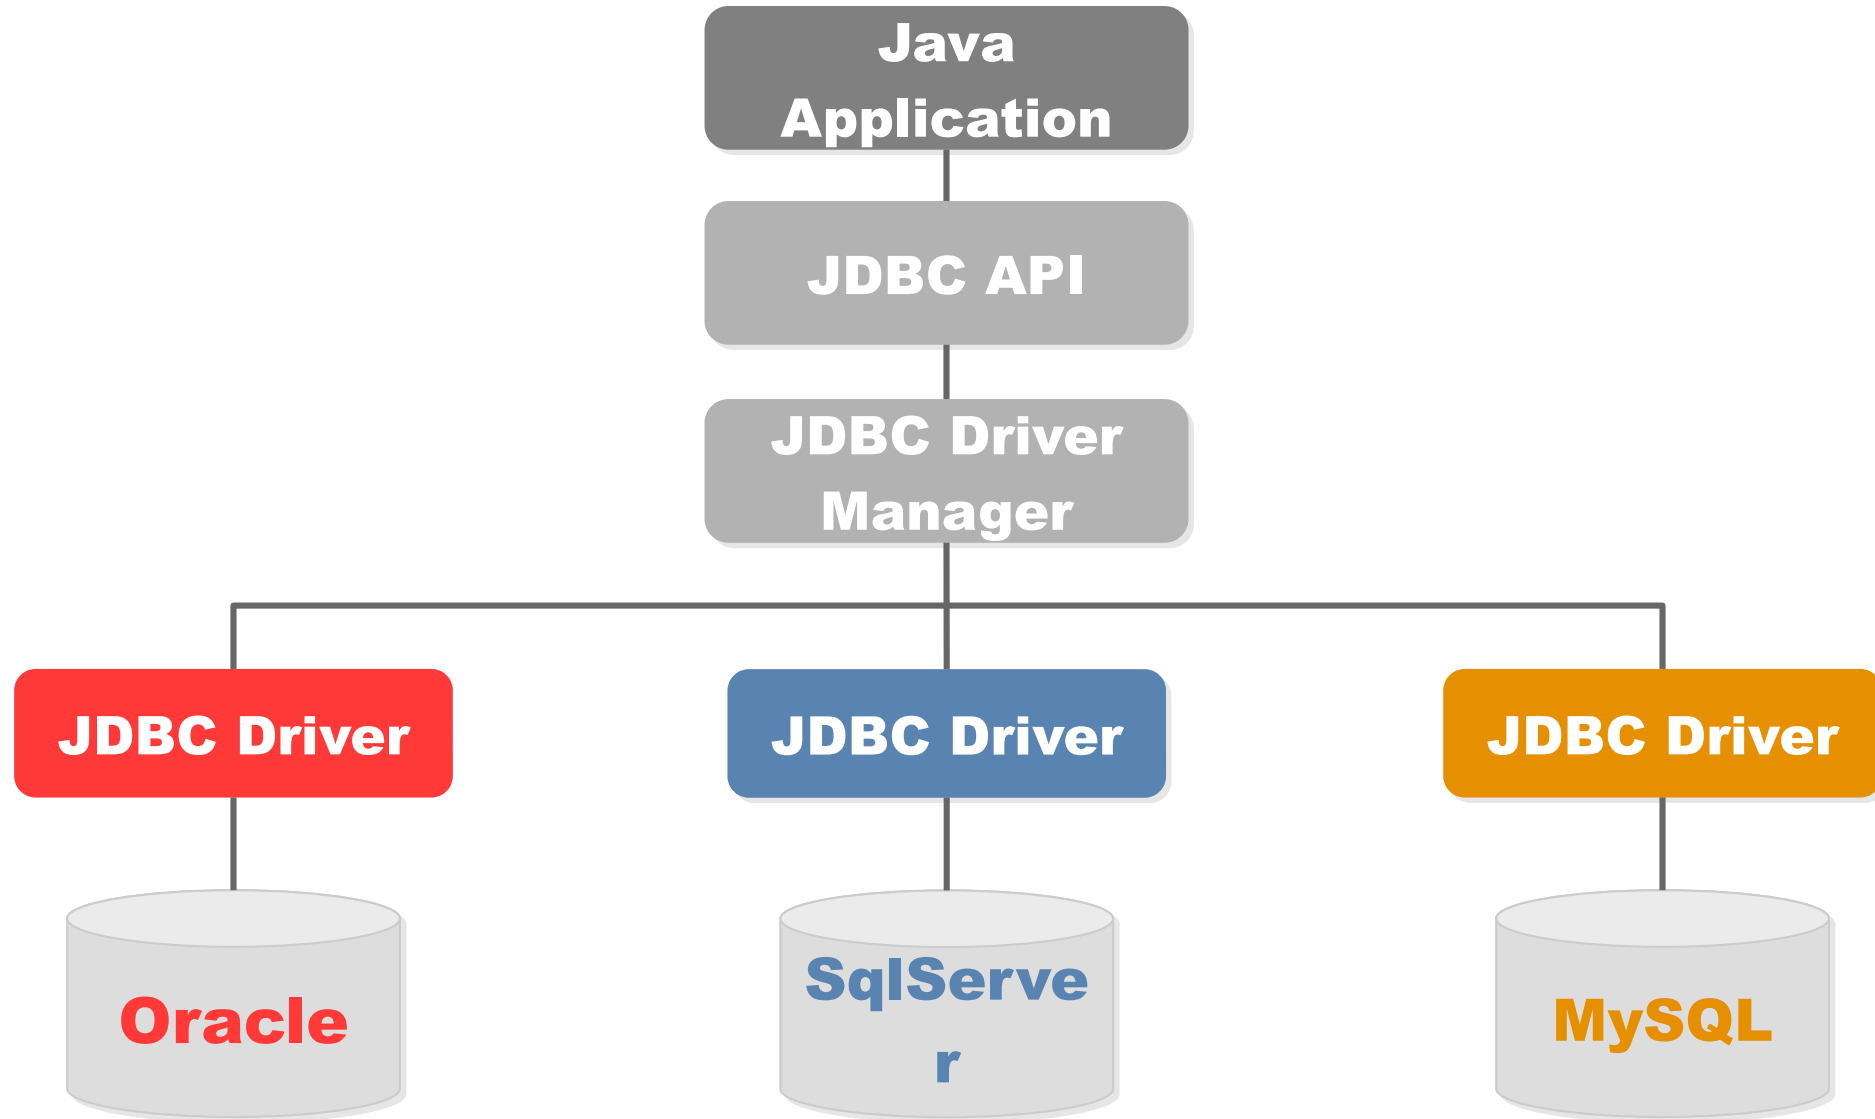 Java
Application
JDBC API
JDBC Driver
Manager
JDBC Driver
JDBC Driver
JDBC Driver
Oracle
SqlServe
r
MySQL